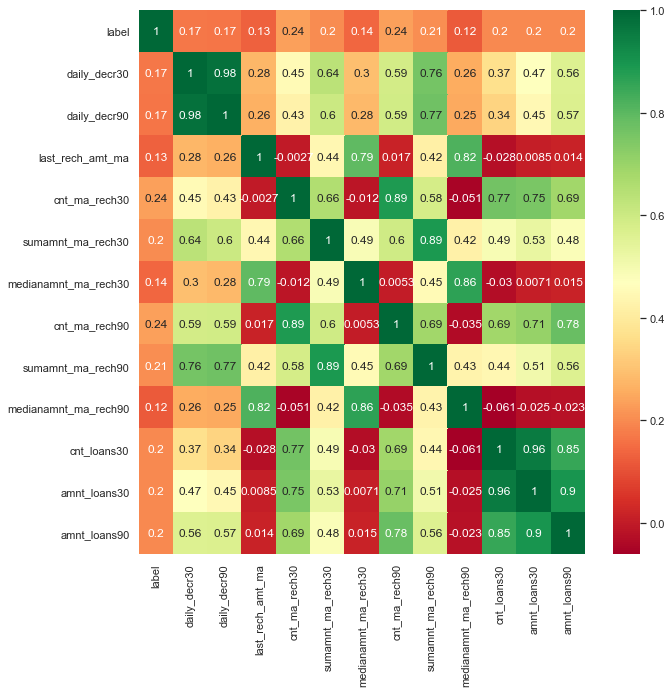 label 1 0.17 0.17 0.13 0.24 0.2 0.14 0.24 0.21 0.12 0.2 0.2 0.2
daily_decr30 0.17 1 0.98 0.28 0.45 0.64 0.3 0.59 0.76 0.26 0.37 0.47 0.56
daily_decr90 0.17 0.98 1 0.26 0.43 0.6 0.28 0.59 0.77 0.25 0.34 0.45 0.57
last_rech_amt_ma 0.13 0.28 0.26 1 -0.0027 0.44 0.79 0.017 0.42 0.82 -0.028 0.0085 0.014
cnt_ma_rech30 0.24 0.45 0.43 -0.0027 1 0.66 -0.012 0.89 0.58 -0.051 0.77 0.75 0.69
sumamnt_ma_rech30 0.2 0.64 0.6 0.44 0.66 1 0.49 0.6 0.89 0.42 0.49 0.53 0.48
medianamnt_ma_rech30 0.14 0.3 0.28 0.79 -0.012 0.49 1 0.0053 0.45 0.86 -0.03 0.0071 0.015
cnt_ma_rech90 0.24 0.59 0.59 0.017 0.89 0.6 0.0053 1 0.69 -0.035 0.69 0.71 0.78
sumamnt_ma_rech90 0.21 0.76 0.77 0.42 0.58 0.89 0.45 0.69 1 0.43 0.44 0.51 0.56
medianamnt_ma_rech90 0.12 0.26 0.25 0.82 -0.051 0.42 0.86 -0.035 0.43 1 -0.061 -0.025 -0.023
cnt_loans30 0.2 0.37 0.34 -0.028 0.77 0.49 -0.03 0.69 0.44 -0.061 1 0.96 0.85
amnt_loans30 0.2 0.47 0.45 0.0085 0.75 0.53 0.0071 0.71 0.51 -0.025 0.96 1 0.9
amnt_loans90 0.2 0.56 0.57 0.014 0.69 0.48 0.015 0.78 0.56 -0.023 0.85 0.9 1
label
daily_decr30
daily_decr90
last_rech_amt_ma
cnt_ma_rech30
sumamnt_ma_rech30
medianamnt_ma_rech30
cnt_ma_rech90
sumamnt_ma_rech90
medianamnt_ma_rech90
cnt_loans30
amnt_loans30
amnt_loans90
1.0
0.8
0.6
0.4
0.2
0.0